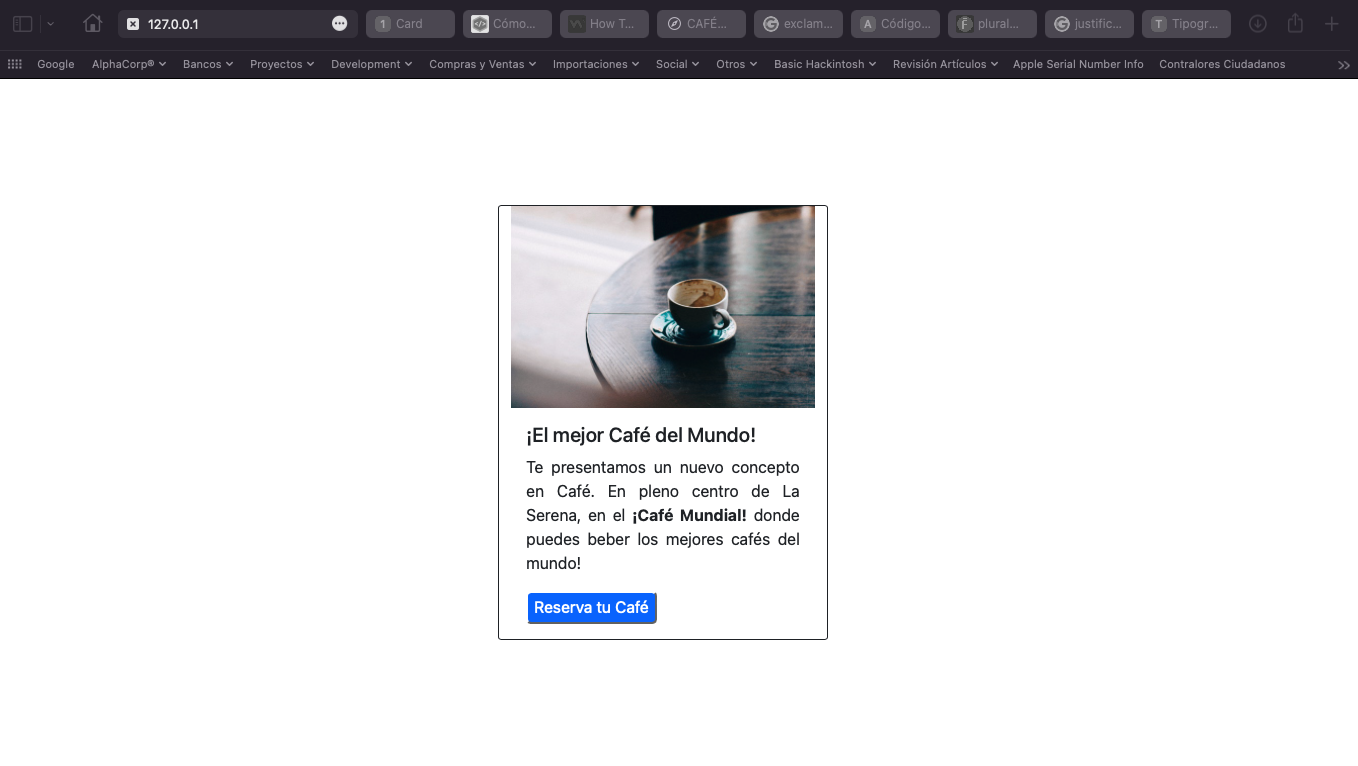 127.0.0.1
1 Card
Cómo...
How T...
CAFÉ...
exclam...
A Código...
plural...
justific...
T Tipogr...
Google
AlphaCorp®
Bancos
Proyectos
Development
Compras y Ventas
Importaciones
Social
Otros
Basic Hackintosh
Revisión Artículos
Apple Serial Number Info
Contralores Ciudadanos
¡El mejor Café del Mundo!
Te presentamos un nuevo concepto
en Café. En pleno centro de La
Serena, en el ¡Café Mundial! donde
puedes beber los mejores cafés del
mundo!
Reserva tu Café